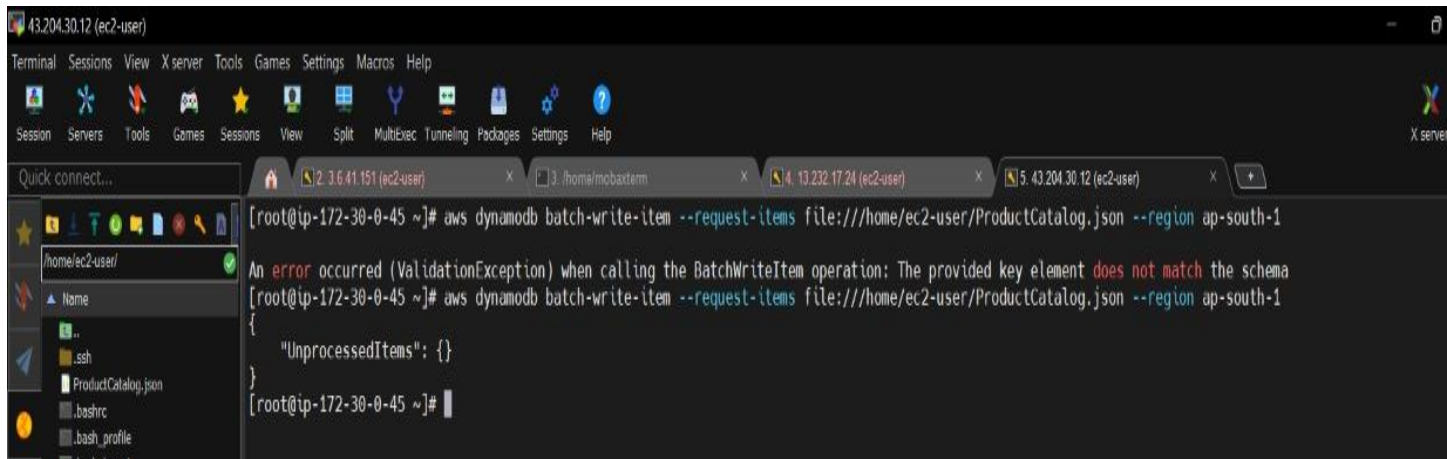 43.204.30.12 (ec2-user)
Terminal Sessions View X server Tools Games Settings Macros Help
Session Servers Tools Games Sessions View Split MultiExec Tunneling Packages Settings Help
X server
Quick connect...
2. 3.6.41.151 (ec2-user)
3. /home/mobaxterm
4. 13.232.17.24 (ec2-user)
5. 43.204.30.12 (ec2-user)
/home/ec2-user/
Name
..
.ssh
ProductCatalog.json
.bashrc
.bash_profile
[root@ip-172-30-0-45 ~]# aws dynamodb batch-write-item --request-items file:///home/ec2-user/ProductCatalog.json --region ap-south-1
An error occurred (ValidationException) when calling the BatchWriteItem operation: The provided key element does not match the schema
[root@ip-172-30-0-45 ~]# aws dynamodb batch-write-item --request-items file:///home/ec2-user/ProductCatalog.json --region ap-south-1
{
"UnprocessedItems": {}
}
[root@ip-172-30-0-45 ~]#